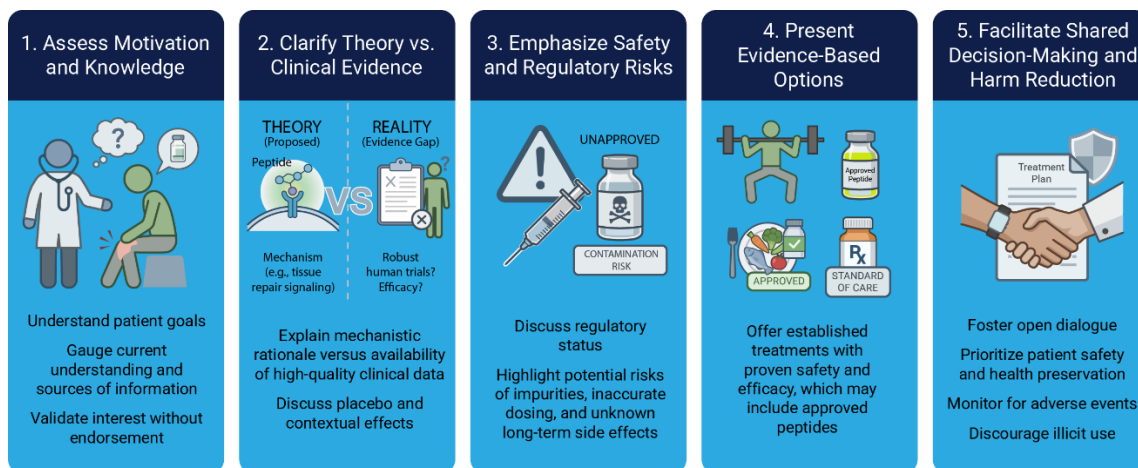 1. Assess Motivation
and Knowledge
?
Understand patient goals
Gauge current
understanding and
sources of information
Validate interest without
endorsement
2. Clarify Theory vs.
Clinical Evidence
THEORY
(Proposed)
Peptide
VS
REALITY
(Evidence Gap)
?
Mechanism
(e.g., tissue
repair signaling)
Robust
human trials?
Efficacy?
Explain mechanistic
rationale versus availability
of high-quality clinical data
Discuss placebo and
contextual effects
3. Emphasize Safety
and Regulatory Risks
!
UNAPPROVED
CONTAMINATION
RISK
Discuss regulatory
status
Highlight potential risks
of impurities, inaccurate
dosing, and unknown
long-term side effects
4. Present
Evidence-Based
Options
Approved
Peptide
APPROVED
Rx
STANDARD
OF CARE
Offer established
treatments with
proven safety and
efficacy, which may
include approved
peptides
5. Facilitate Shared
Decision-Making and
Harm Reduction
Treatment
Plan
Foster open dialogue
Prioritize patient safety
and health preservation
Monitor for adverse events
Discourage illicit use